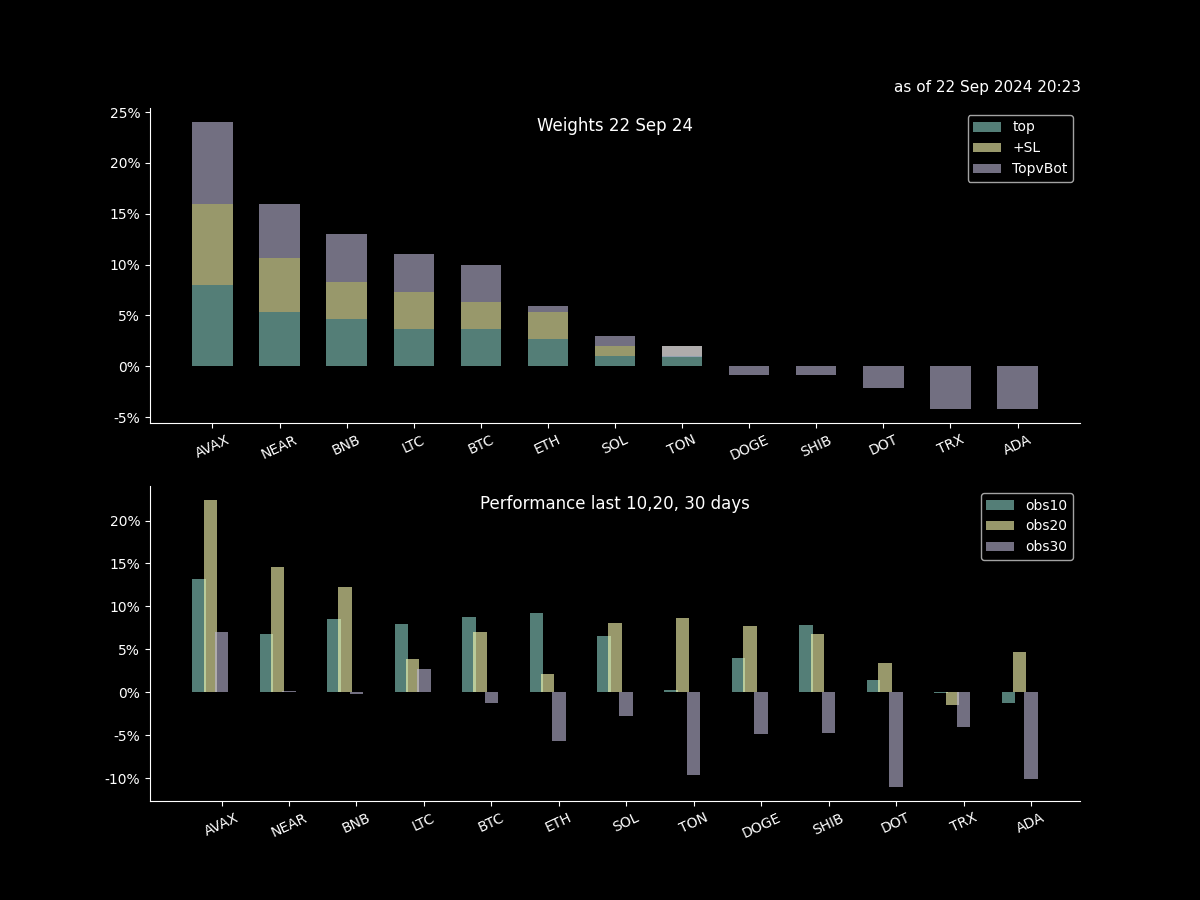 as of 22 Sep 2024 20:23
Weights 22 Sep 24
top
+SL
TopvBot
25%
20%
15%
10%
5%
0%
-5%
AVAX NEAR BNB LTC BTC ETH SOL TON DOGE SHIB DOT TRX ADA
Performance last 10,20, 30 days
obs10
obs20
obs30
20%
15%
10%
5%
0%
-5%
-10%
AVAX NEAR BNB LTC BTC ETH SOL TON DOGE SHIB DOT TRX ADA